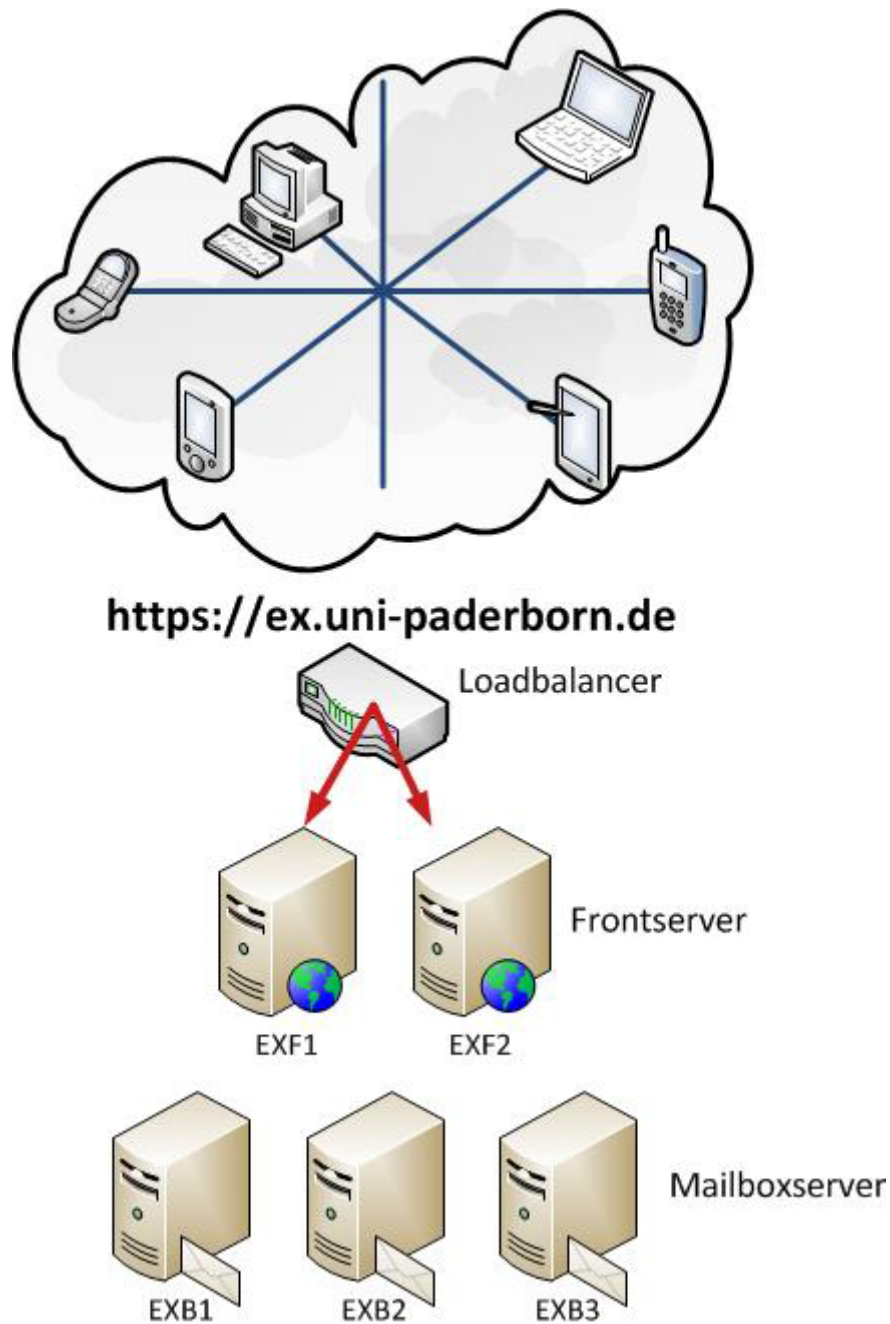 https://ex.uni-paderborn.de
Loadbalancer
Frontserver
EXF1 EXF2
Mailboxserver
EXB1 EXB2 EXB3